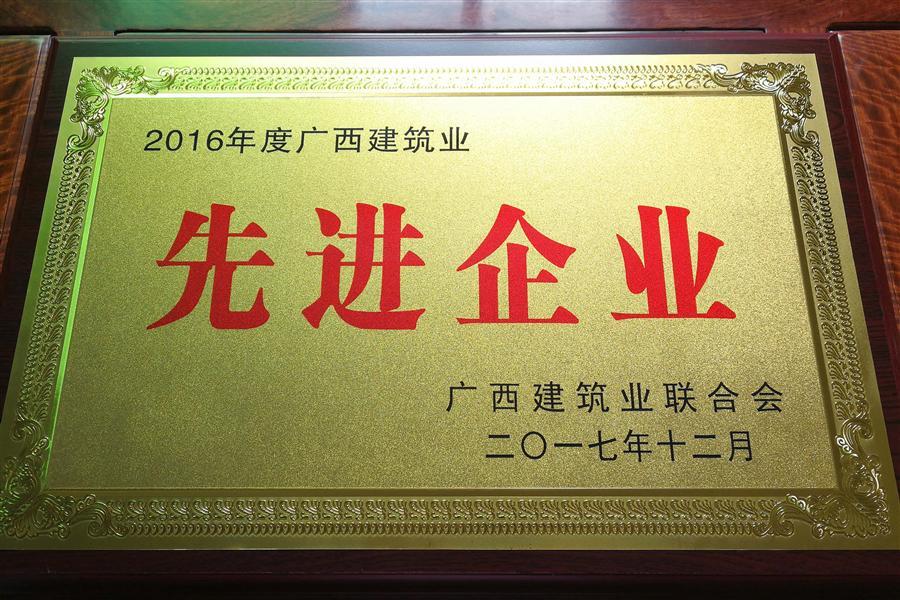 2016年度广西建筑业
先进企业
广西建筑业联合会
二〇一七年十二月